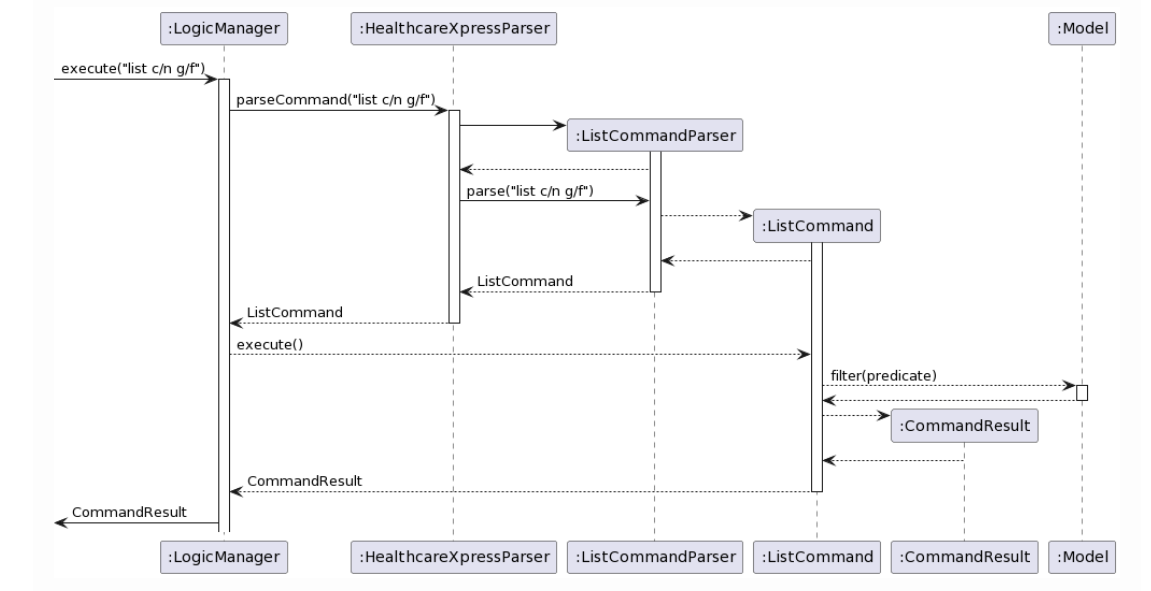 :LogicManager :HealthcareXpressParser :Model
execute("list c/n g/f")
parseCommand("list c/n g/f")
:ListCommandParser
parse("list c/n g/f")
:ListCommand
ListCommand
ListCommand
execute()
filter(predicate)
:CommandResult
CommandResult
CommandResult
:LogicManager :HealthcareXpressParser :ListCommandParser :ListCommand :CommandResult :Model